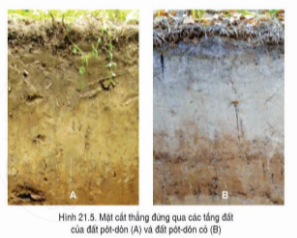 A
B
Hình 21.5. Mặt cắt thẳng đứng qua các tầng đất
của đất pốt-dôn (A) và đất pốt-dôn cỏ (B)